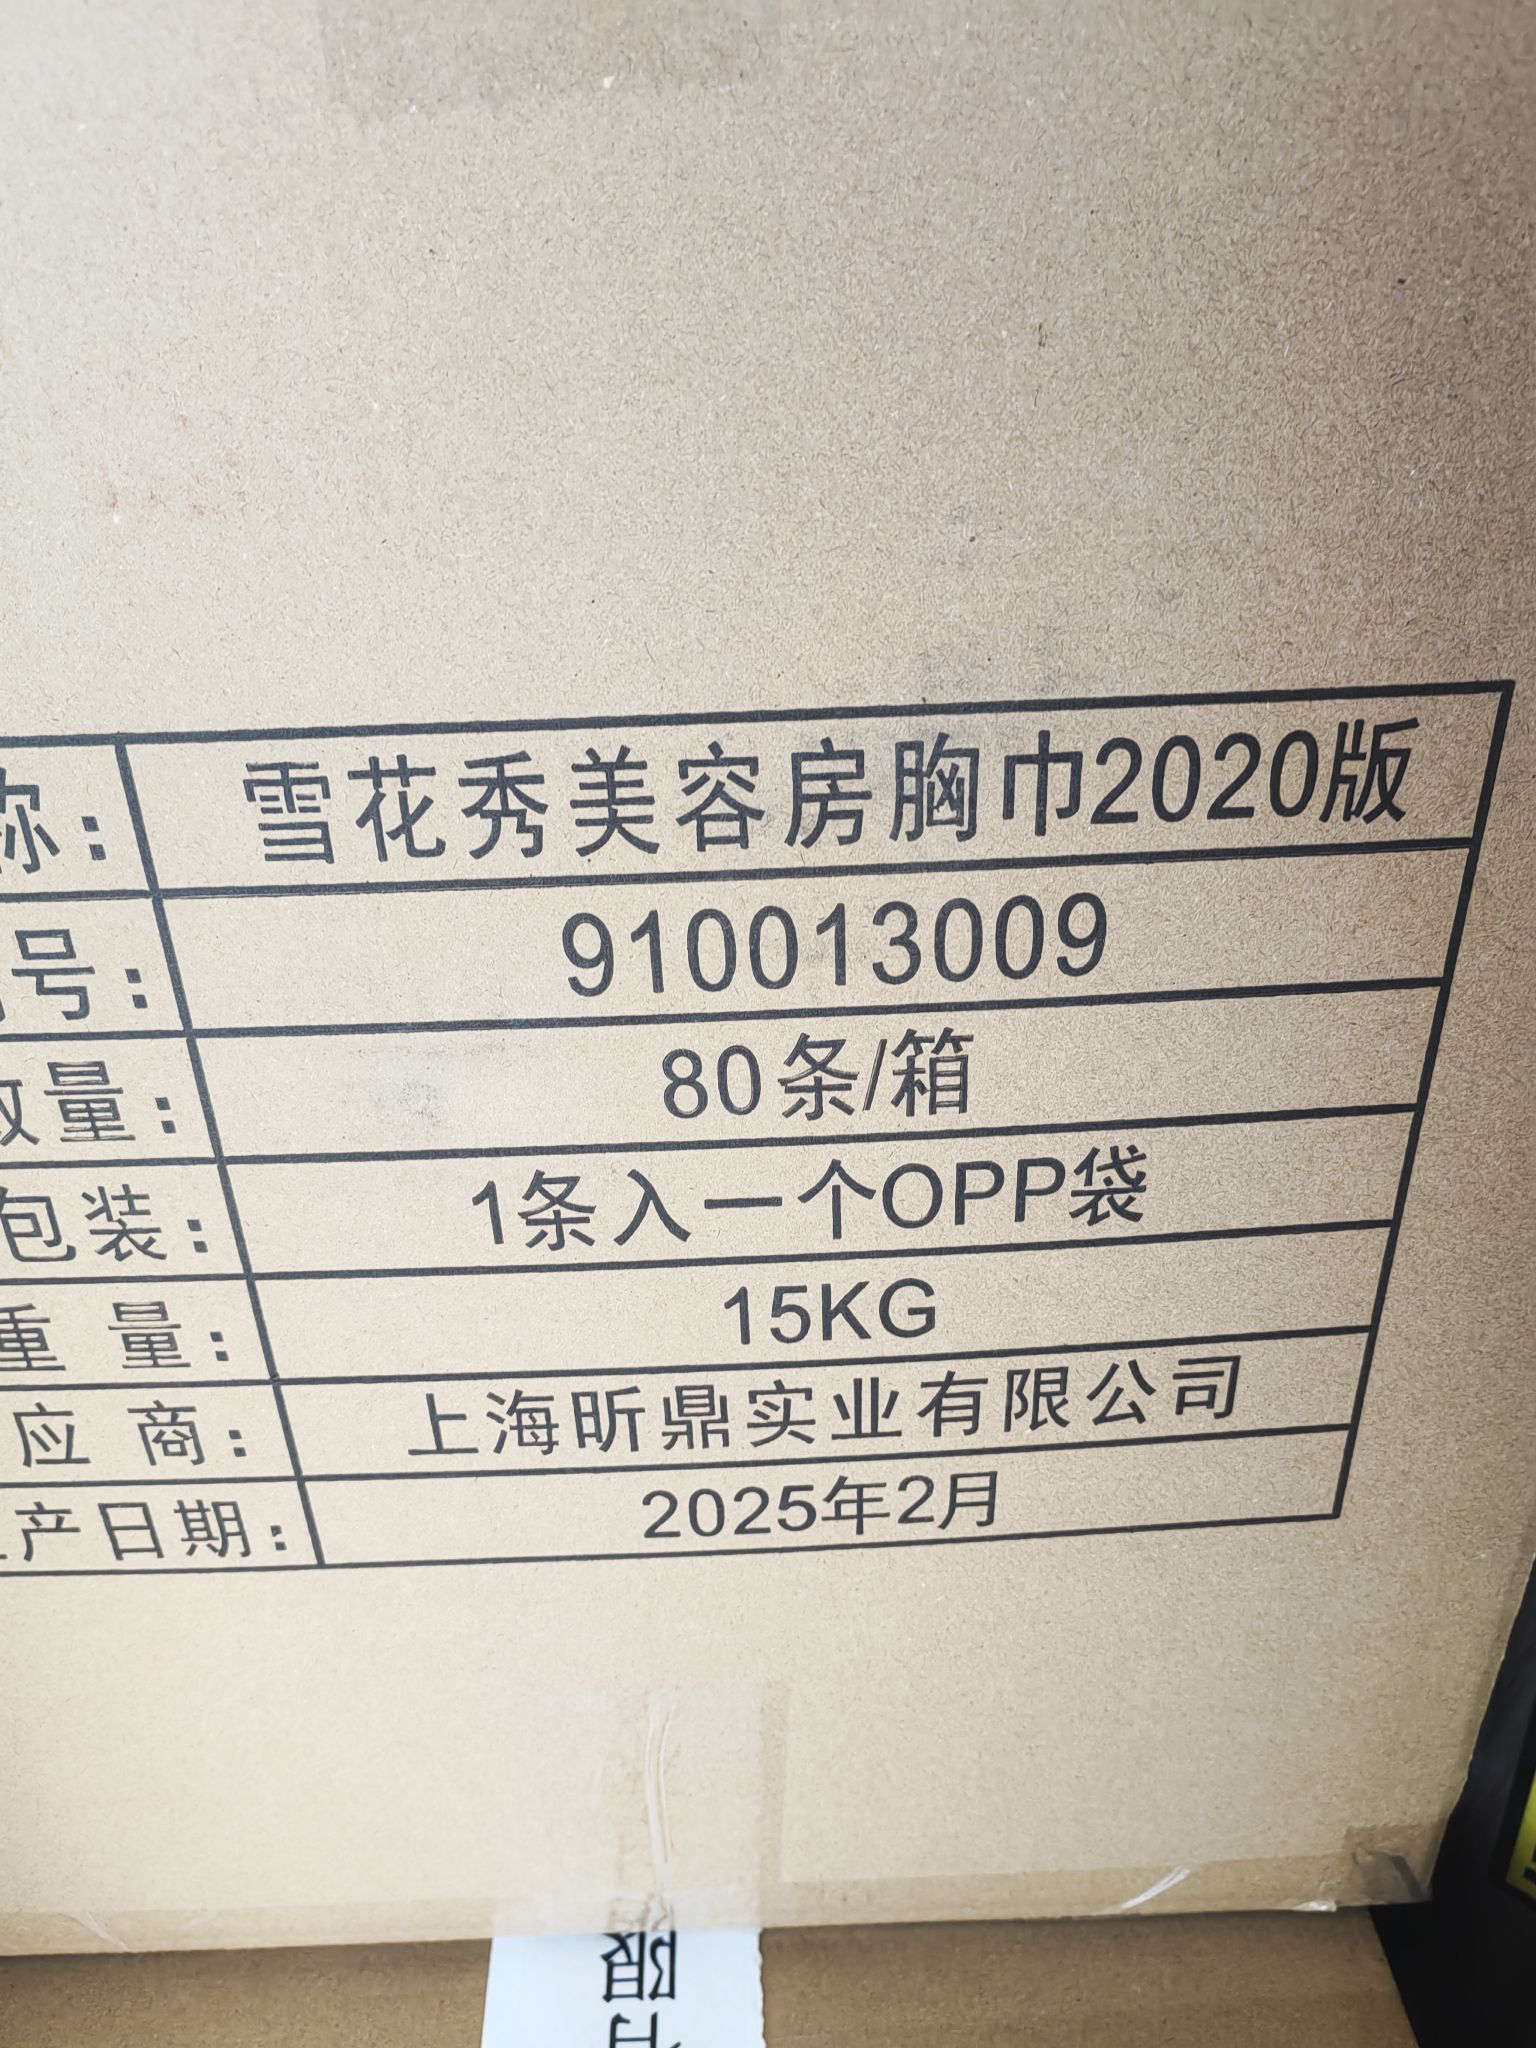 称: 雪花秀美容房胸巾2020版
号: 910013009
数量: 80条/箱
包装: 1条入一个OPP袋
重 量: 15KG
应 商: 上海昕鼎实业有限公司
产日期: 2025年2月
限